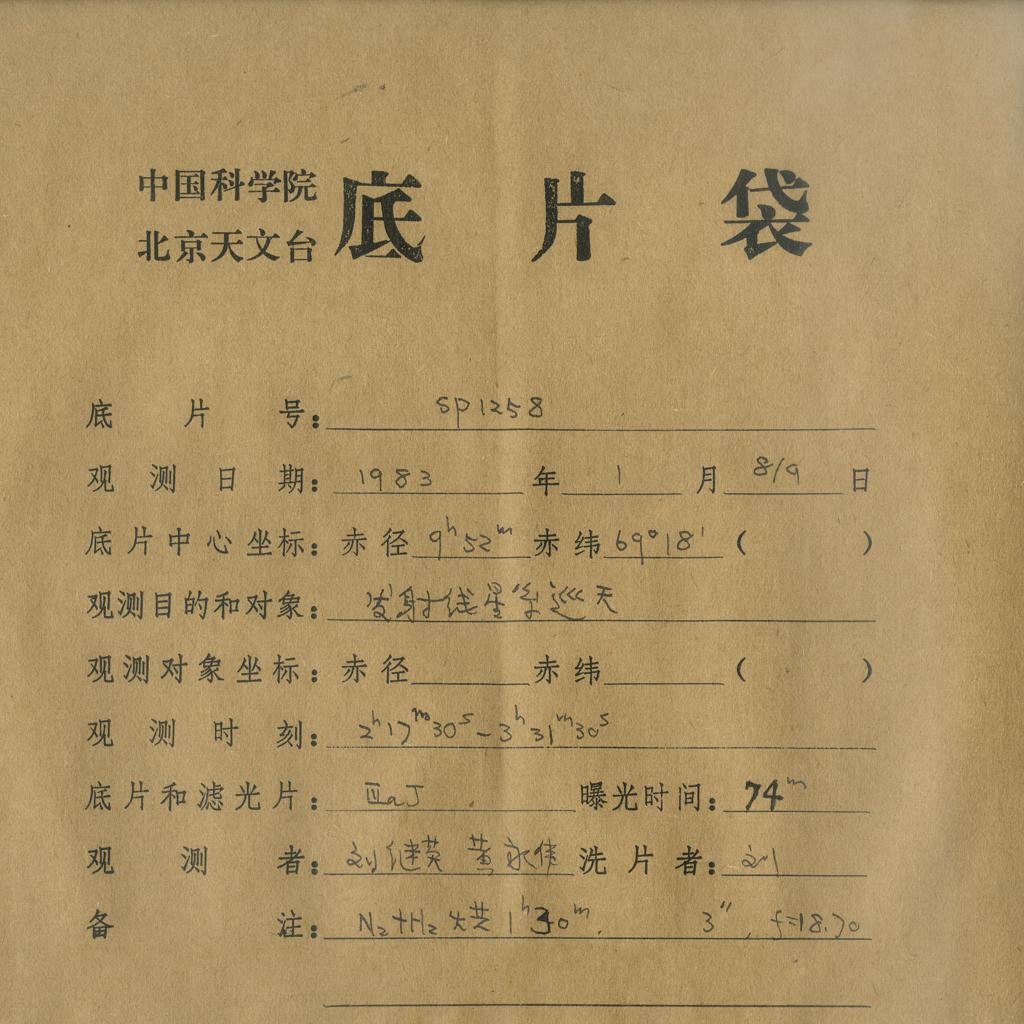 中国科学院
北京天文台
底片袋
底片号: SP1258
观测日期: 1983 年 1 月 8/9 日
底片中心坐标: 赤径 9h52m 赤纬 69°18′ ( )
观测目的和对象: 发射线星系巡天
观测对象坐标: 赤径 赤纬 ( )
观测时刻: 2h17m30s-3h31m30s
底片和滤光片: ⅢaJ 曝光时间: 74m
观测者: 刘继英 黄永伟 洗片者: 刘
备注: N2+H2 烘 1h30m. 3″, f=18.70